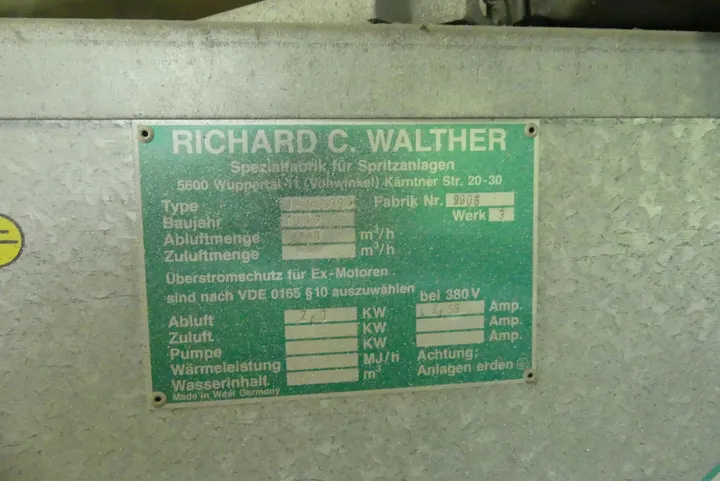 RICHARD C. WALTHER
Spezialfabrik für Spritzanlagen
5600 Wuppertal 11 (Vohwinkel) Kärntner Str. 20-30
Type Fabrik Nr. 9906
Baujahr Werk 3
Abluftmenge m³/h
Zuluftmenge m³/h
Überstromschutz für Ex-Motoren
sind nach VDE 0165 §10 auszuwählen bei 380 V
Abluft KW Amp.
Zuluft KW Amp.
Pumpe KW Amp.
Wärmeleistung MJ/h Achtung:
Wasserinhalt m³ Anlagen erden
Made in West Germany